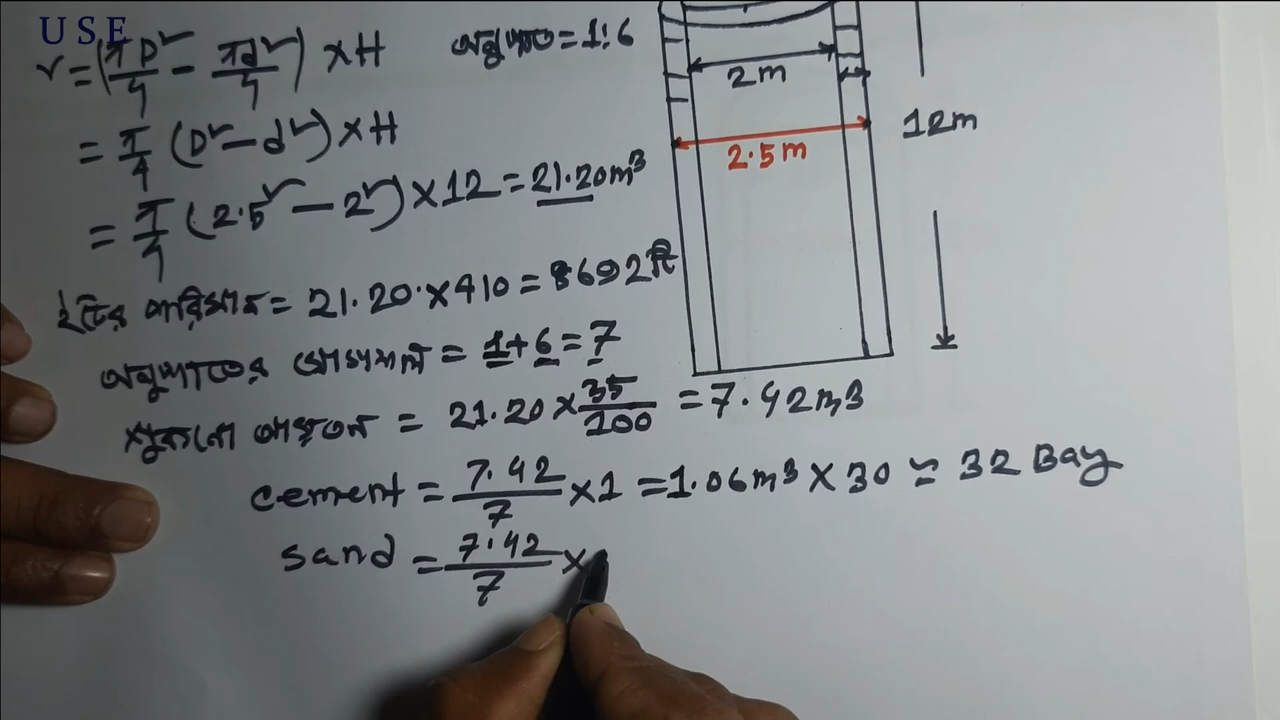 USE
v = (πD²/4 - πd²/4) × H
অনুপাত = 1:6
= π/4 (D² - d²) × H
= π/4 (2.5² - 2²) × 12 = 21.20m³
2m
2.5m
12m
ইটের পরিমান = 21.20 × 410 = 8692 টি
অনুপাতের যোগফল = 1+6 = 7
শুকনো আয়তন = 21.20 × 35/100 = 7.42m³
cement = 7.42/7 × 1 = 1.06m³ × 30 ≃ 32 Bag
sand = 7.42/7 ×